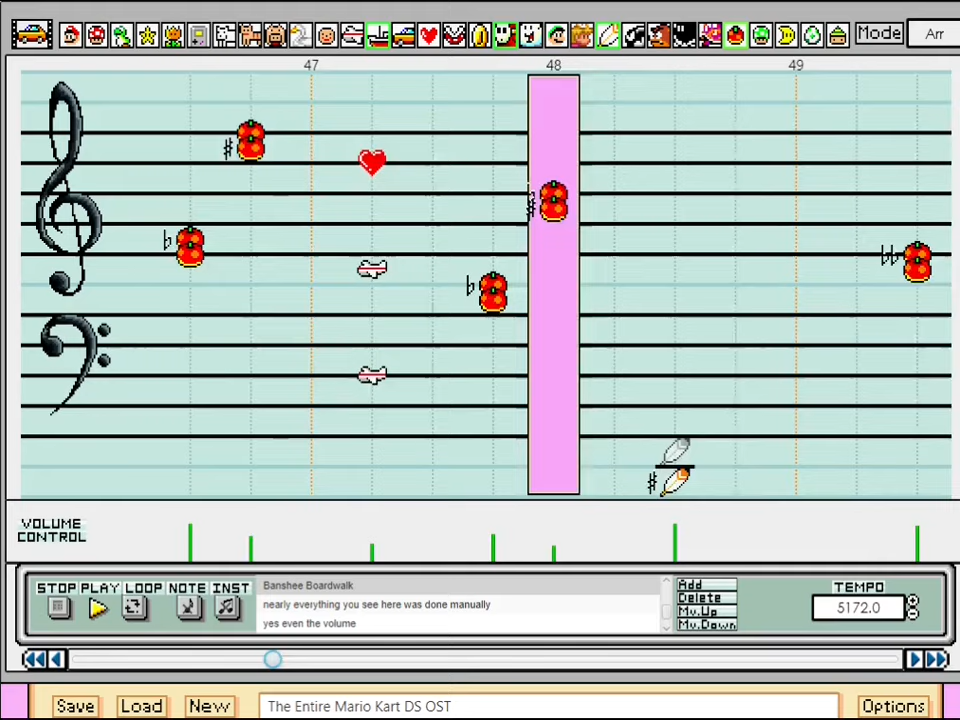 Mode Arr
47 48 49
VOLUME
CONTROL
STOP PLAY LOOP NOTE INST
Banshee Boardwalk
nearly everything you see here was done manually
yes even the volume
Add
Delete
Mv.Up
Mv.Down
TEMPO
5172.0
Save Load New The Entire Mario Kart DS OST Options